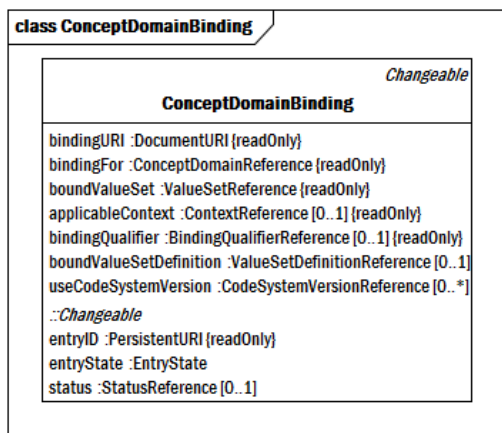 class ConceptDomainBinding
Changeable
ConceptDomainBinding
bindingURI :DocumentURI {readOnly}
bindingFor :ConceptDomainReference {readOnly}
boundValueSet :ValueSetReference {readOnly}
applicableContext :ContextReference [0..1] {readOnly}
bindingQualifier :BindingQualifierReference [0..1] {readOnly}
boundValueSetDefinition :ValueSetDefinitionReference [0..1]
useCodeSystemVersion :CodeSystemVersionReference [0..*]
::Changeable
entryID :PersistentURI {readOnly}
entryState :EntryState
status :StatusReference [0..1]